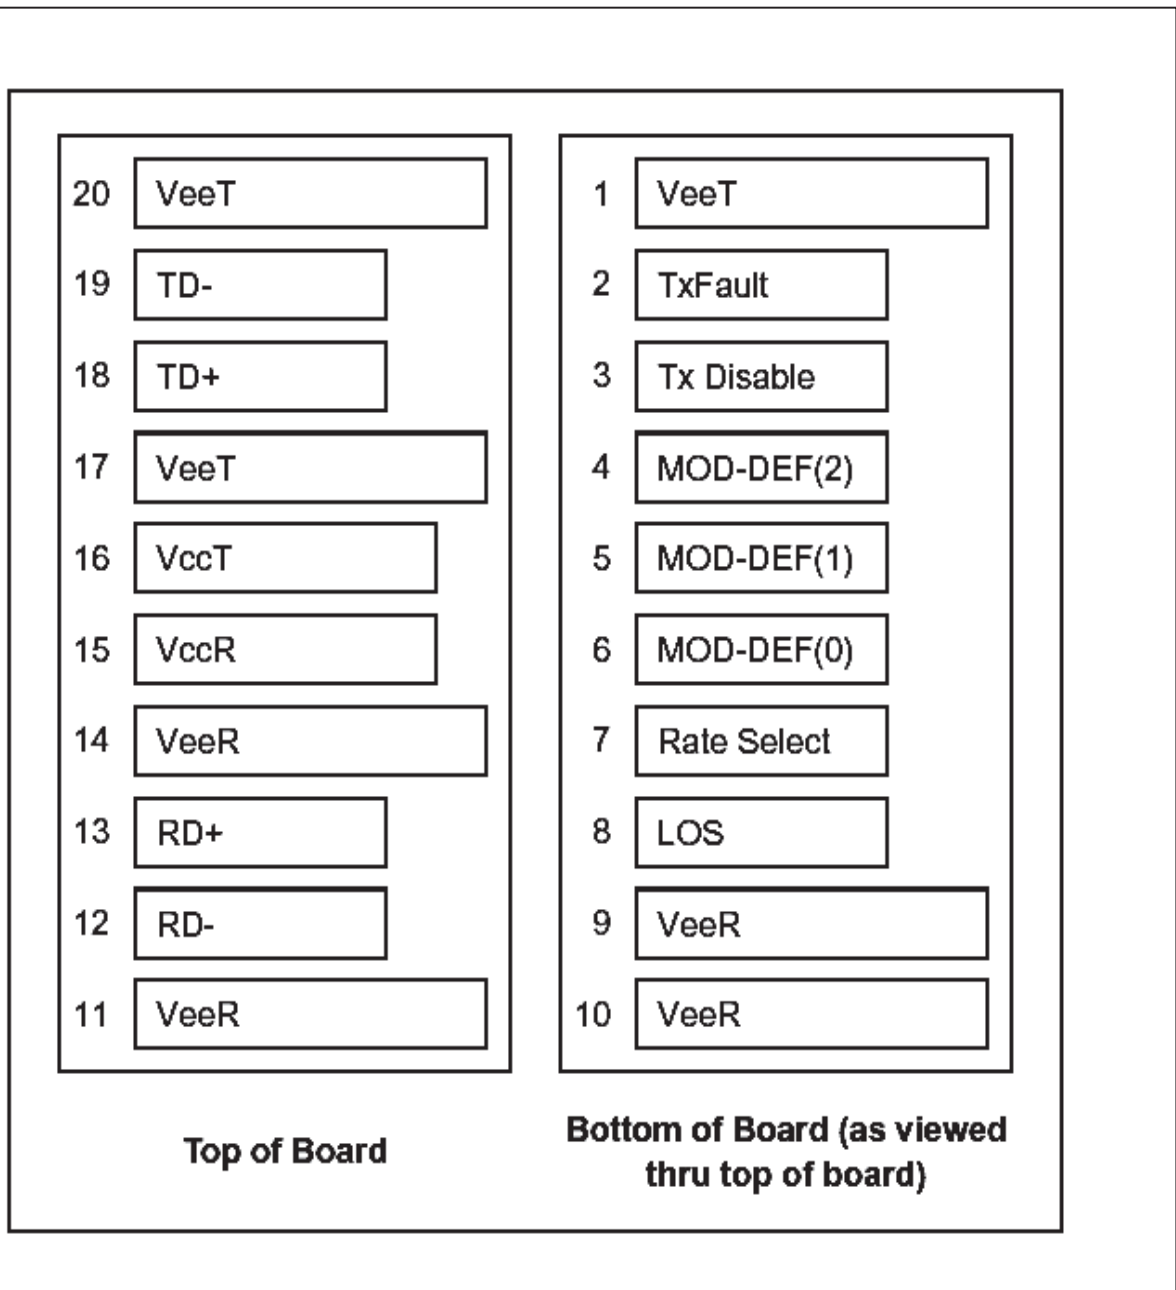 20 VeeT
19 TD-
18 TD+
17 VeeT
16 VccT
15 VccR
14 VeeR
13 RD+
12 RD-
11 VeeR
Top of Board
1 VeeT
2 TxFault
3 Tx Disable
4 MOD-DEF(2)
5 MOD-DEF(1)
6 MOD-DEF(0)
7 Rate Select
8 LOS
9 VeeR
10 VeeR
Bottom of Board (as viewed
thru top of board)